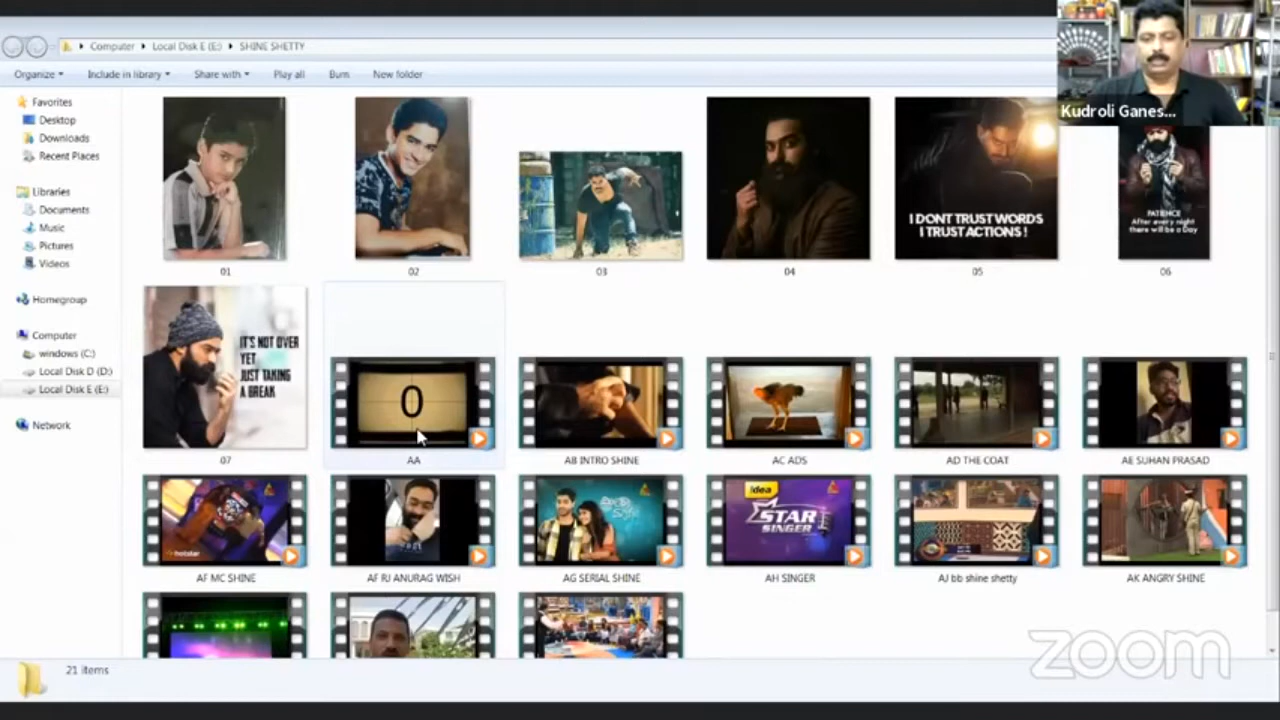 Computer ▸ Local Disk E (E:) ▸ SHINE SHETTY
Organize Include in library Share with Play all Burn New folder
Kudroli Ganes...
Favorites
Desktop
Downloads
Recent Places
Libraries
Documents
Music
Pictures
Videos
Homegroup
Computer
windows (C:)
Local Disk D (D:)
Local Disk E (E:)
Network
I DONT TRUST WORDS
I TRUST ACTIONS !
PATIENCE
After every night
there will be a Day
01 02 03 04 05 06
IT'S NOT OVER
YET
JUST TAKING
A BREAK
0
07 AA AB INTRO SHINE AC ADS AD THE COAT AE SUHAN PRASAD
hotstar
idea
STAR
SINGER
AF MC SHINE AF RJ ANURAG WISH AG SERIAL SHINE AH SINGER AJ bb shine shetty AK ANGRY SHINE
21 items
zoom